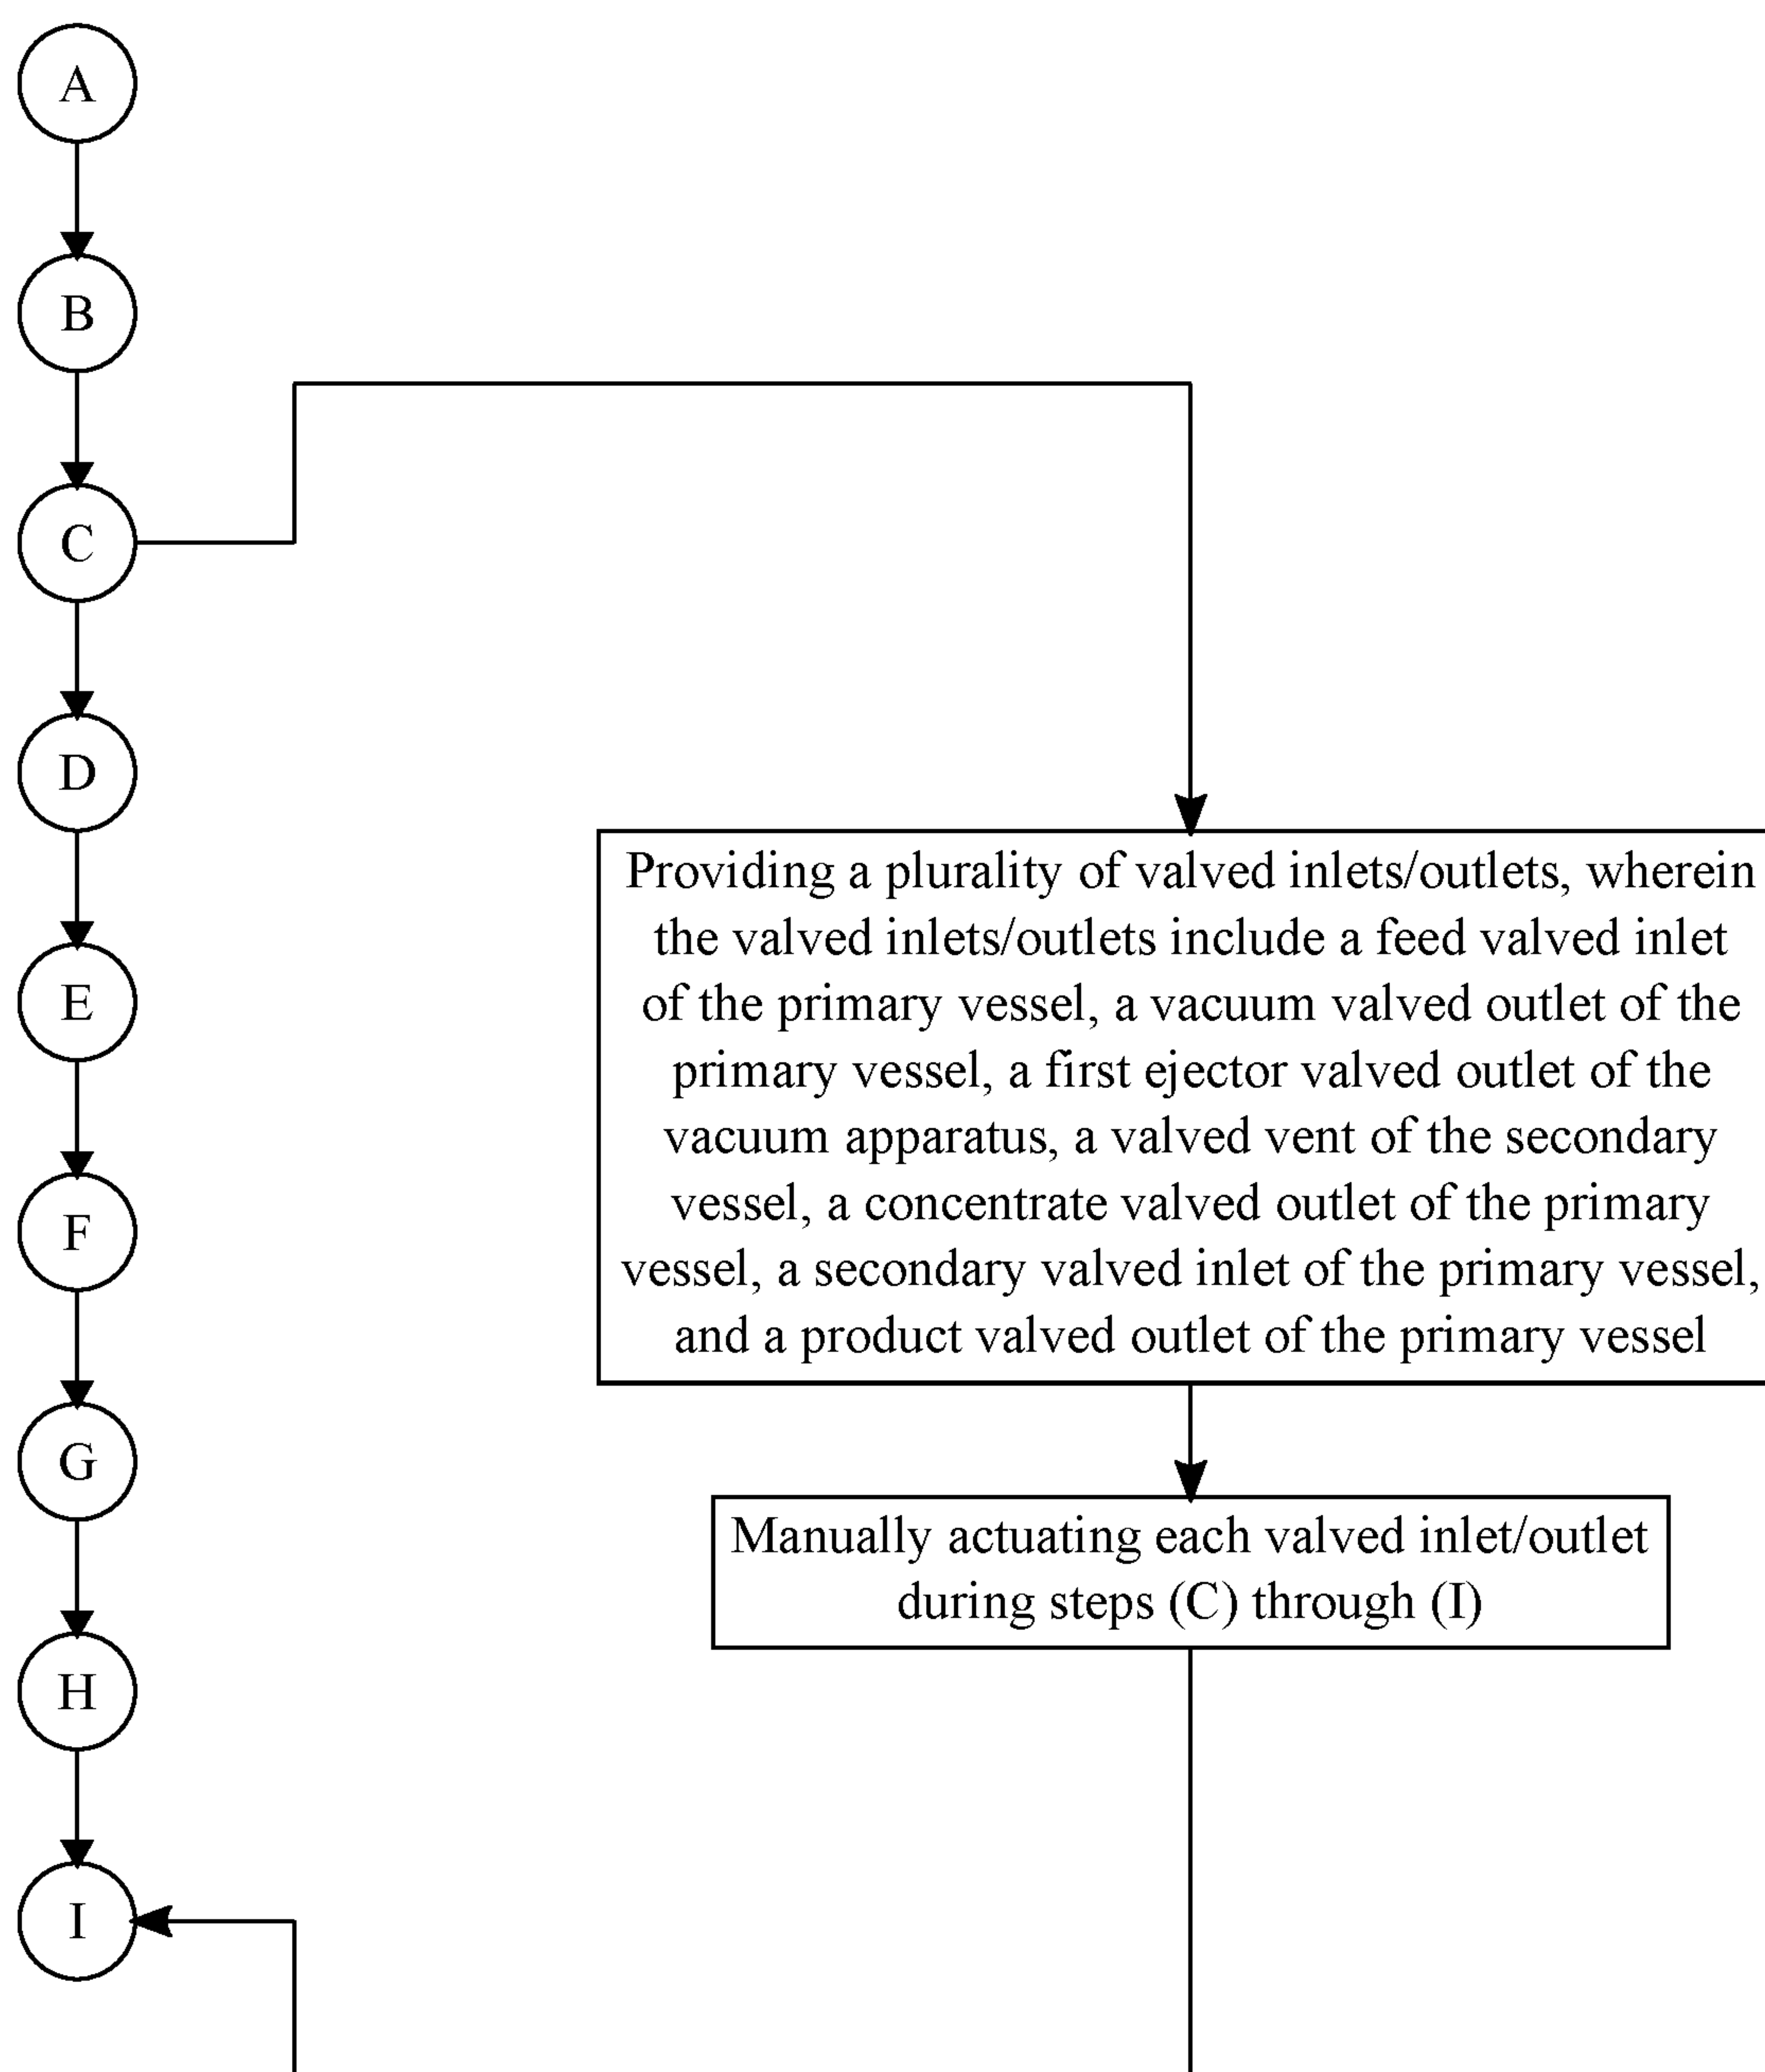 A
B
C
D
E
F
G
H
I
Providing a plurality of valved inlets/outlets, wherein
the valved inlets/outlets include a feed valved inlet
of the primary vessel, a vacuum valved outlet of the
primary vessel, a first ejector valved outlet of the
vacuum apparatus, a valved vent of the secondary
vessel, a concentrate valved outlet of the primary
vessel, a secondary valved inlet of the primary vessel,
and a product valved outlet of the primary vessel
Manually actuating each valved inlet/outlet
during steps (C) through (I)